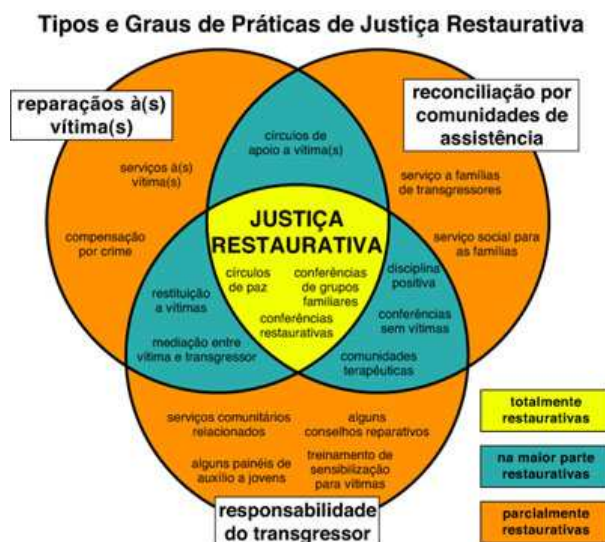 Tipos e Graus de Práticas de Justiça Restaurativa
reparaçãos à(s)
vítima(s)
reconciliação por
comunidades de
assistência
círculos de
apoio a vítima(s)
serviços à(s)
vítima(s)
serviço a famílias
de transgressores
compensação
por crime
JUSTIÇA
RESTAURATIVA
serviço social para
as famílias
círculos
de paz
conferências
de grupos
familiares
conferências
restaurativas
disciplina
positiva
restituição
a vítimas
conferências
sem vítimas
mediação entre
vítima e transgressor
comunidades
terapêuticas
serviços comunitários
relacionados
alguns
conselhos reparativos
alguns painéis de
auxílio a jovens
treinamento de
sensibilização
para vítimas
responsabilidade
do transgressor
totalmente
restaurativas
na maior parte
restaurativas
parcialmente
restaurativas